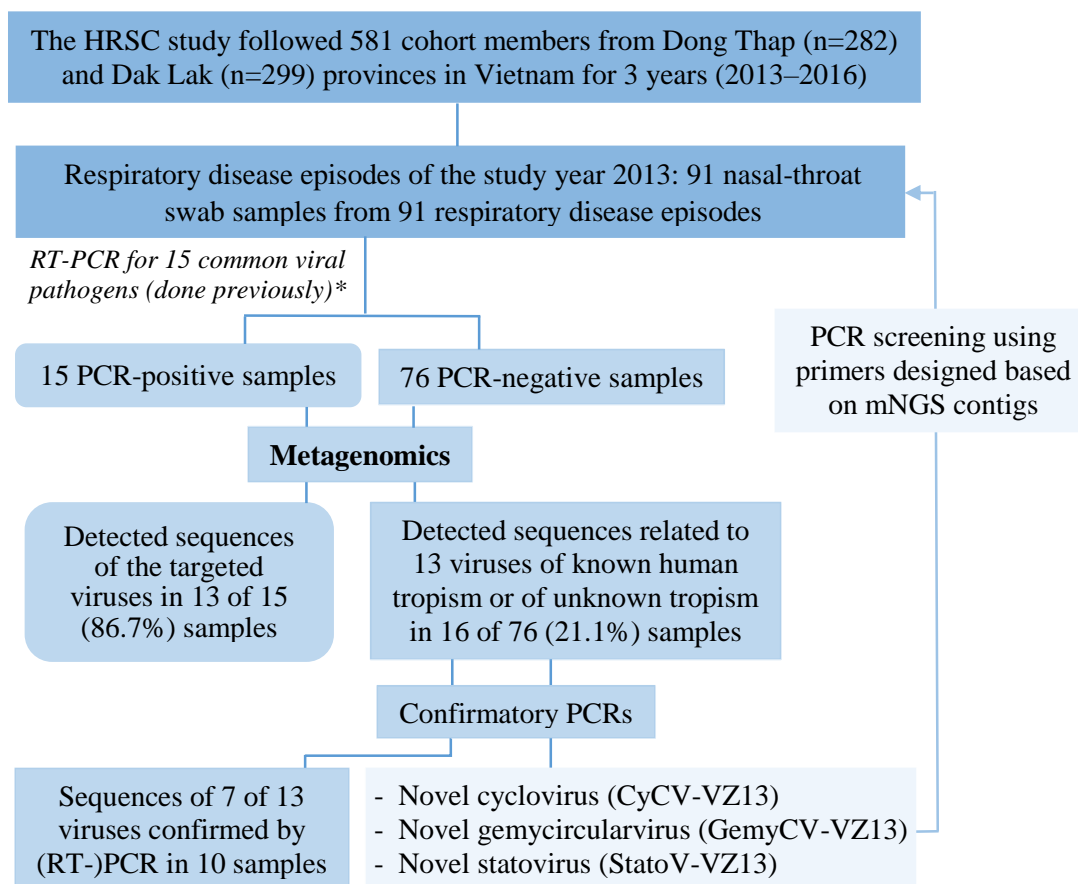 The HRSC study followed 581 cohort members from Dong Thap (n=282)
and Dak Lak (n=299) provinces in Vietnam for 3 years (2013–2016)
Respiratory disease episodes of the study year 2013: 91 nasal-throat
swab samples from 91 respiratory disease episodes
RT-PCR for 15 common viral
pathogens (done previously)*
15 PCR-positive samples
76 PCR-negative samples
PCR screening using
primers designed based
on mNGS contigs
Metagenomics
Detected sequences
of the targeted
viruses in 13 of 15
(86.7%) samples
Detected sequences related to
13 viruses of known human
tropism or of unknown tropism
in 16 of 76 (21.1%) samples
Confirmatory PCRs
Sequences of 7 of 13
viruses confirmed by
(RT-)PCR in 10 samples
- Novel cyclovirus (CyCV-VZ13)
- Novel gemycircularvirus (GemyCV-VZ13)
- Novel statovirus (StatoV-VZ13)